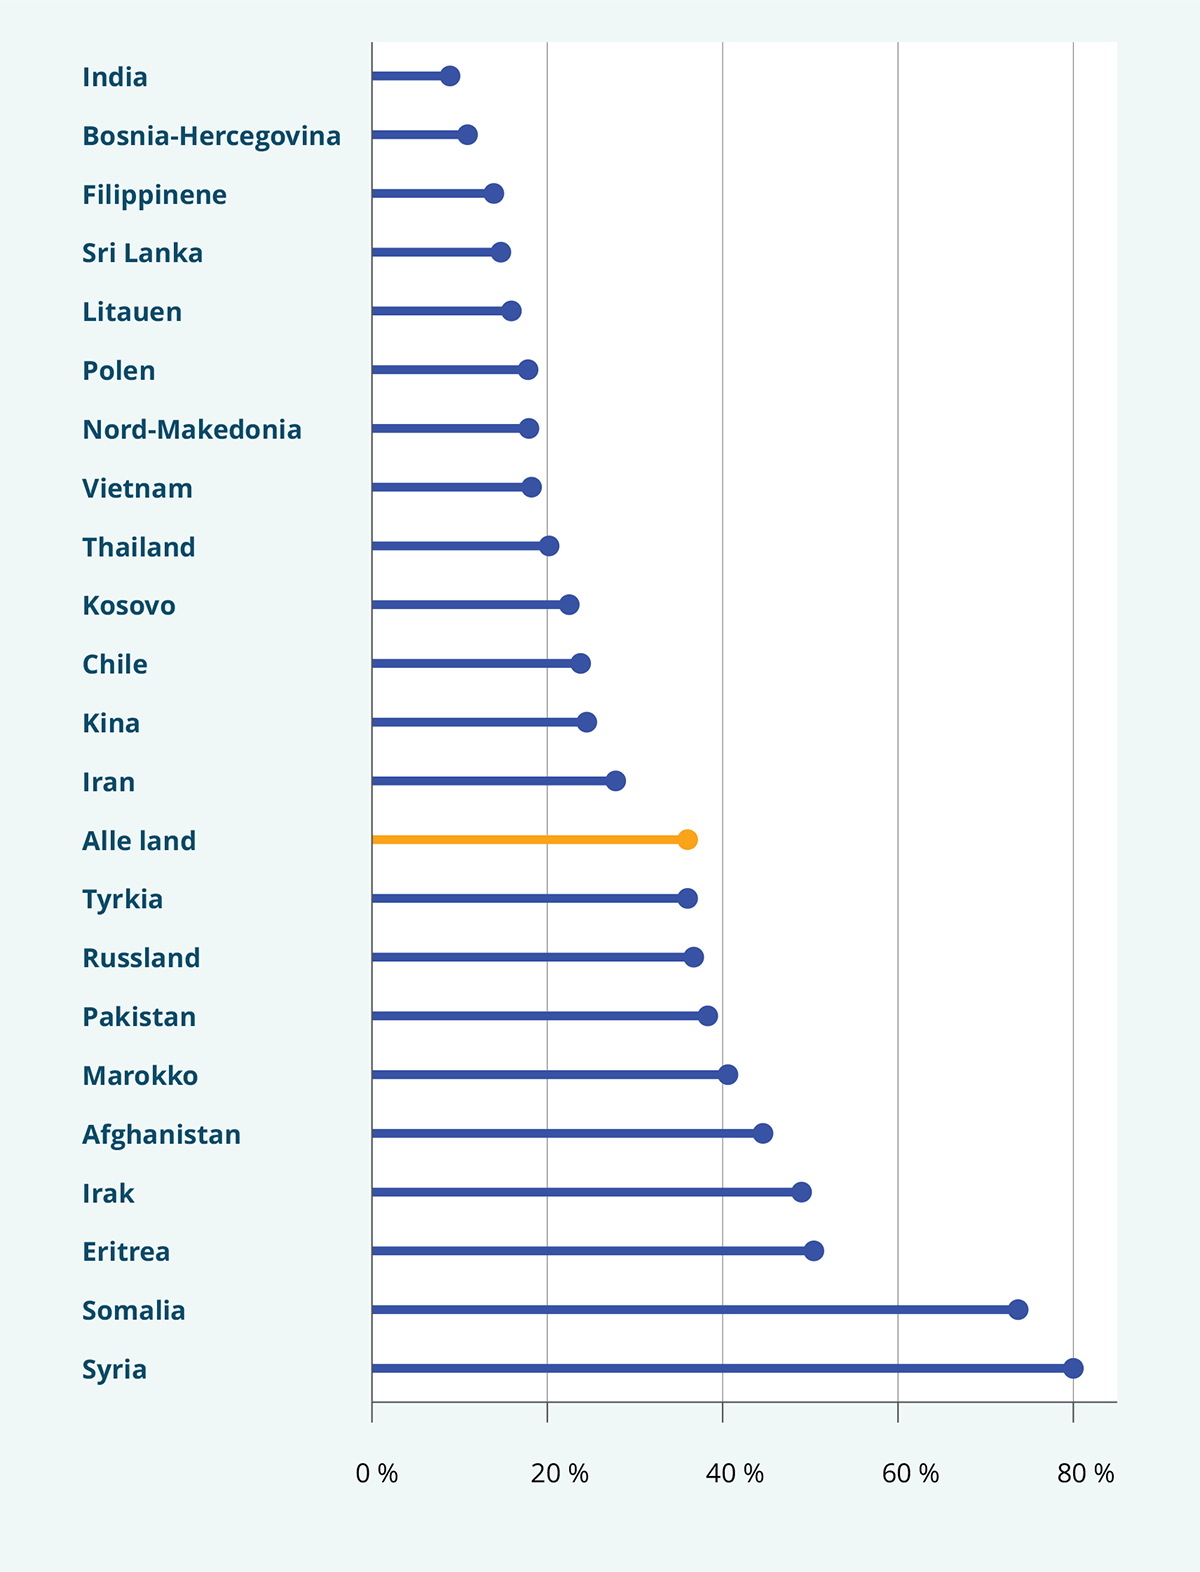 India
Bosnia-Hercegovina
Filippinene
Sri Lanka
Litauen
Polen
Nord-Makedonia
Vietnam
Thailand
Kosovo
Chile
Kina
Iran
Alle land
Tyrkia
Russland
Pakistan
Marokko
Afghanistan
Irak
Eritrea
Somalia
Syria
0 % 20 % 40 % 60 % 80 %